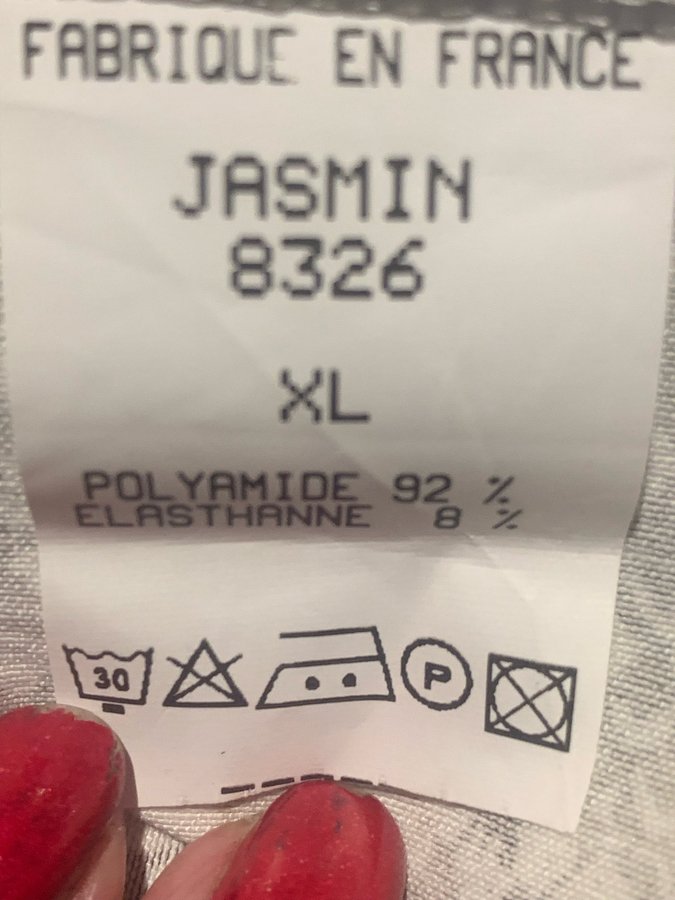 FABRIQUE EN FRANCE
JASMIN
8326
XL
POLYAMIDE 92 %
ELASTHANNE 8 %
30 P